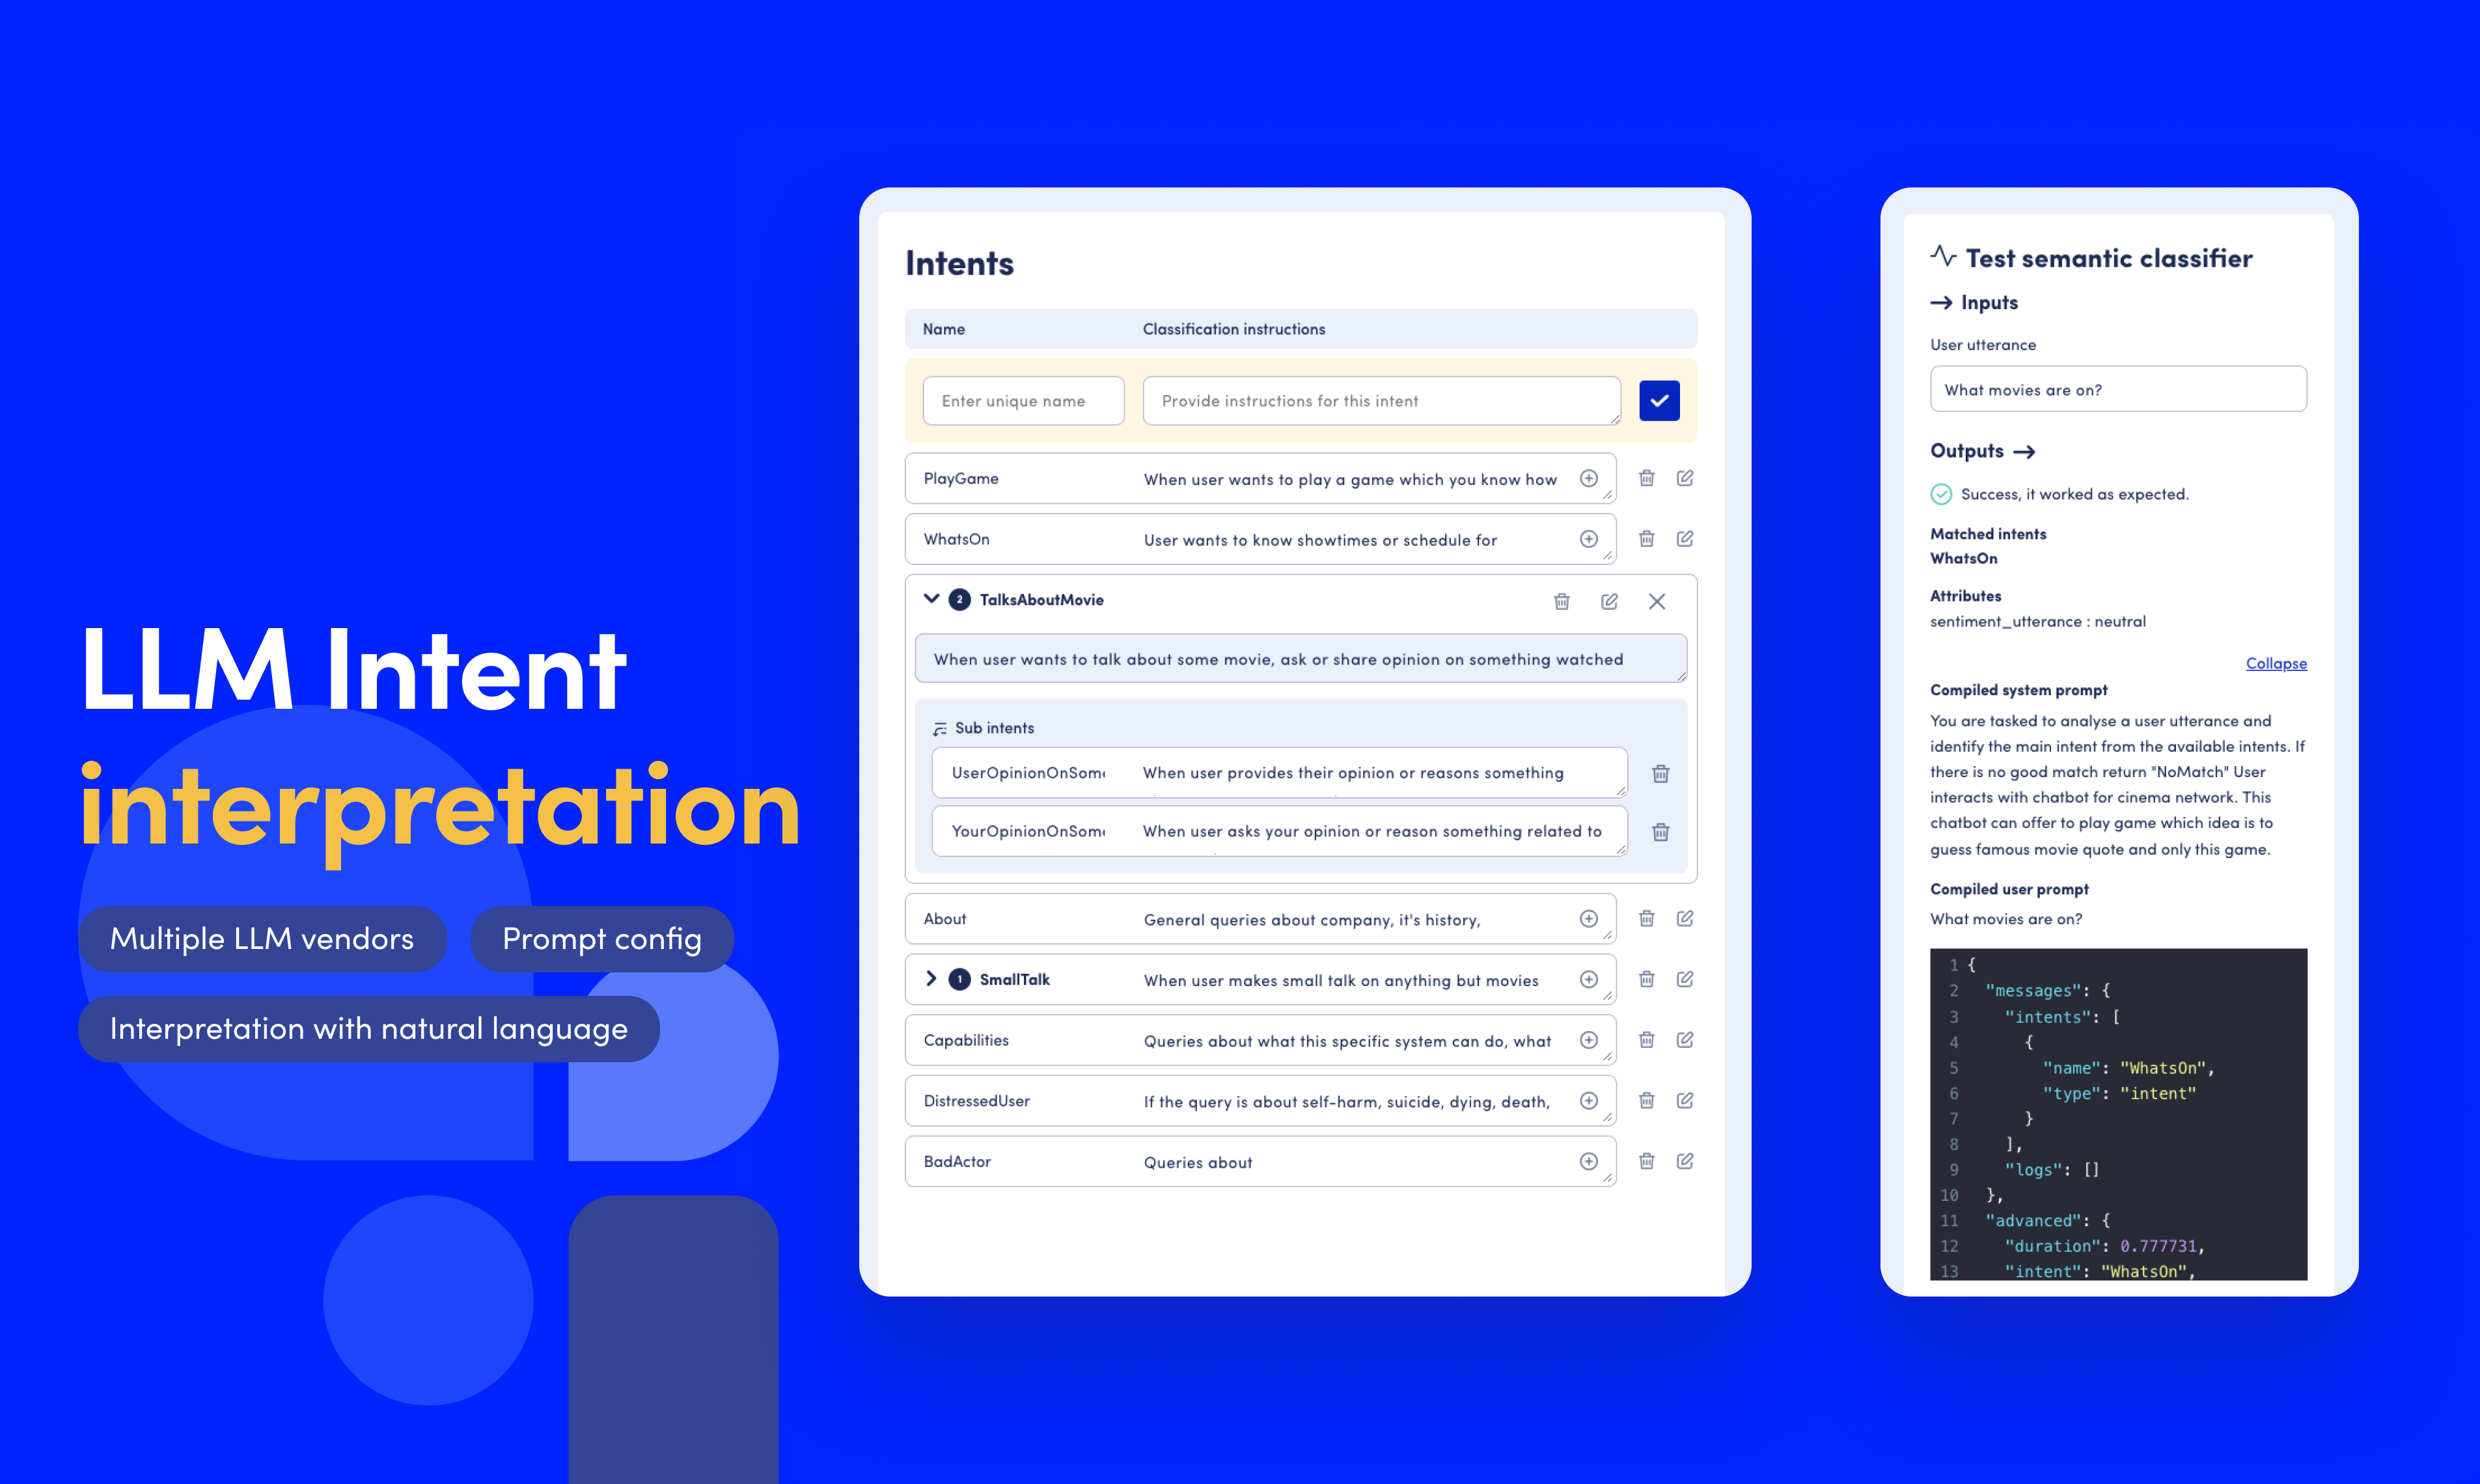 LLM Intent
interpretation
Multiple LLM vendors
Prompt config
Interpretation with natural language
Intents
Name
Classification instructions
Enter unique name
Provide instructions for this intent
PlayGame
When user wants to play a game which you know how
WhatsOn
User wants to know showtimes or schedule for
2
TalksAboutMovie
When user wants to talk about some movie, ask or share opinion on something watched
Sub intents
UserOpinionOnSom
When user provides their opinion or reasons something
YourOpinionOnSom
When user asks your opinion or reason something related to
About
General queries about company, it's history,
1
SmallTalk
When user makes small talk on anything but movies
Capabilities
Queries about what this specific system can do, what
DistressedUser
If the query is about self-harm, suicide, dying, death,
BadActor
Queries about
Test semantic classifier
Inputs
User utterance
What movies are on?
Outputs
Success, it worked as expected.
Matched intents
WhatsOn
Attributes
sentiment_utterance : neutral
Collapse
Compiled system prompt
You are tasked to analyse a user utterance and
identify the main intent from the available intents. If
there is no good match return "NoMatch" User
interacts with chatbot for cinema network. This
chatbot can offer to play game which idea is to
guess famous movie quote and only this game.
Compiled user prompt
What movies are on?
1 {
2 "messages": {
3 "intents": [
4 {
5 "name": "WhatsOn",
6 "type": "intent"
7 }
8 ],
9 "logs": []
10 },
11 "advanced": {
12 "duration": 0.777731,
13 "intent": "WhatsOn",